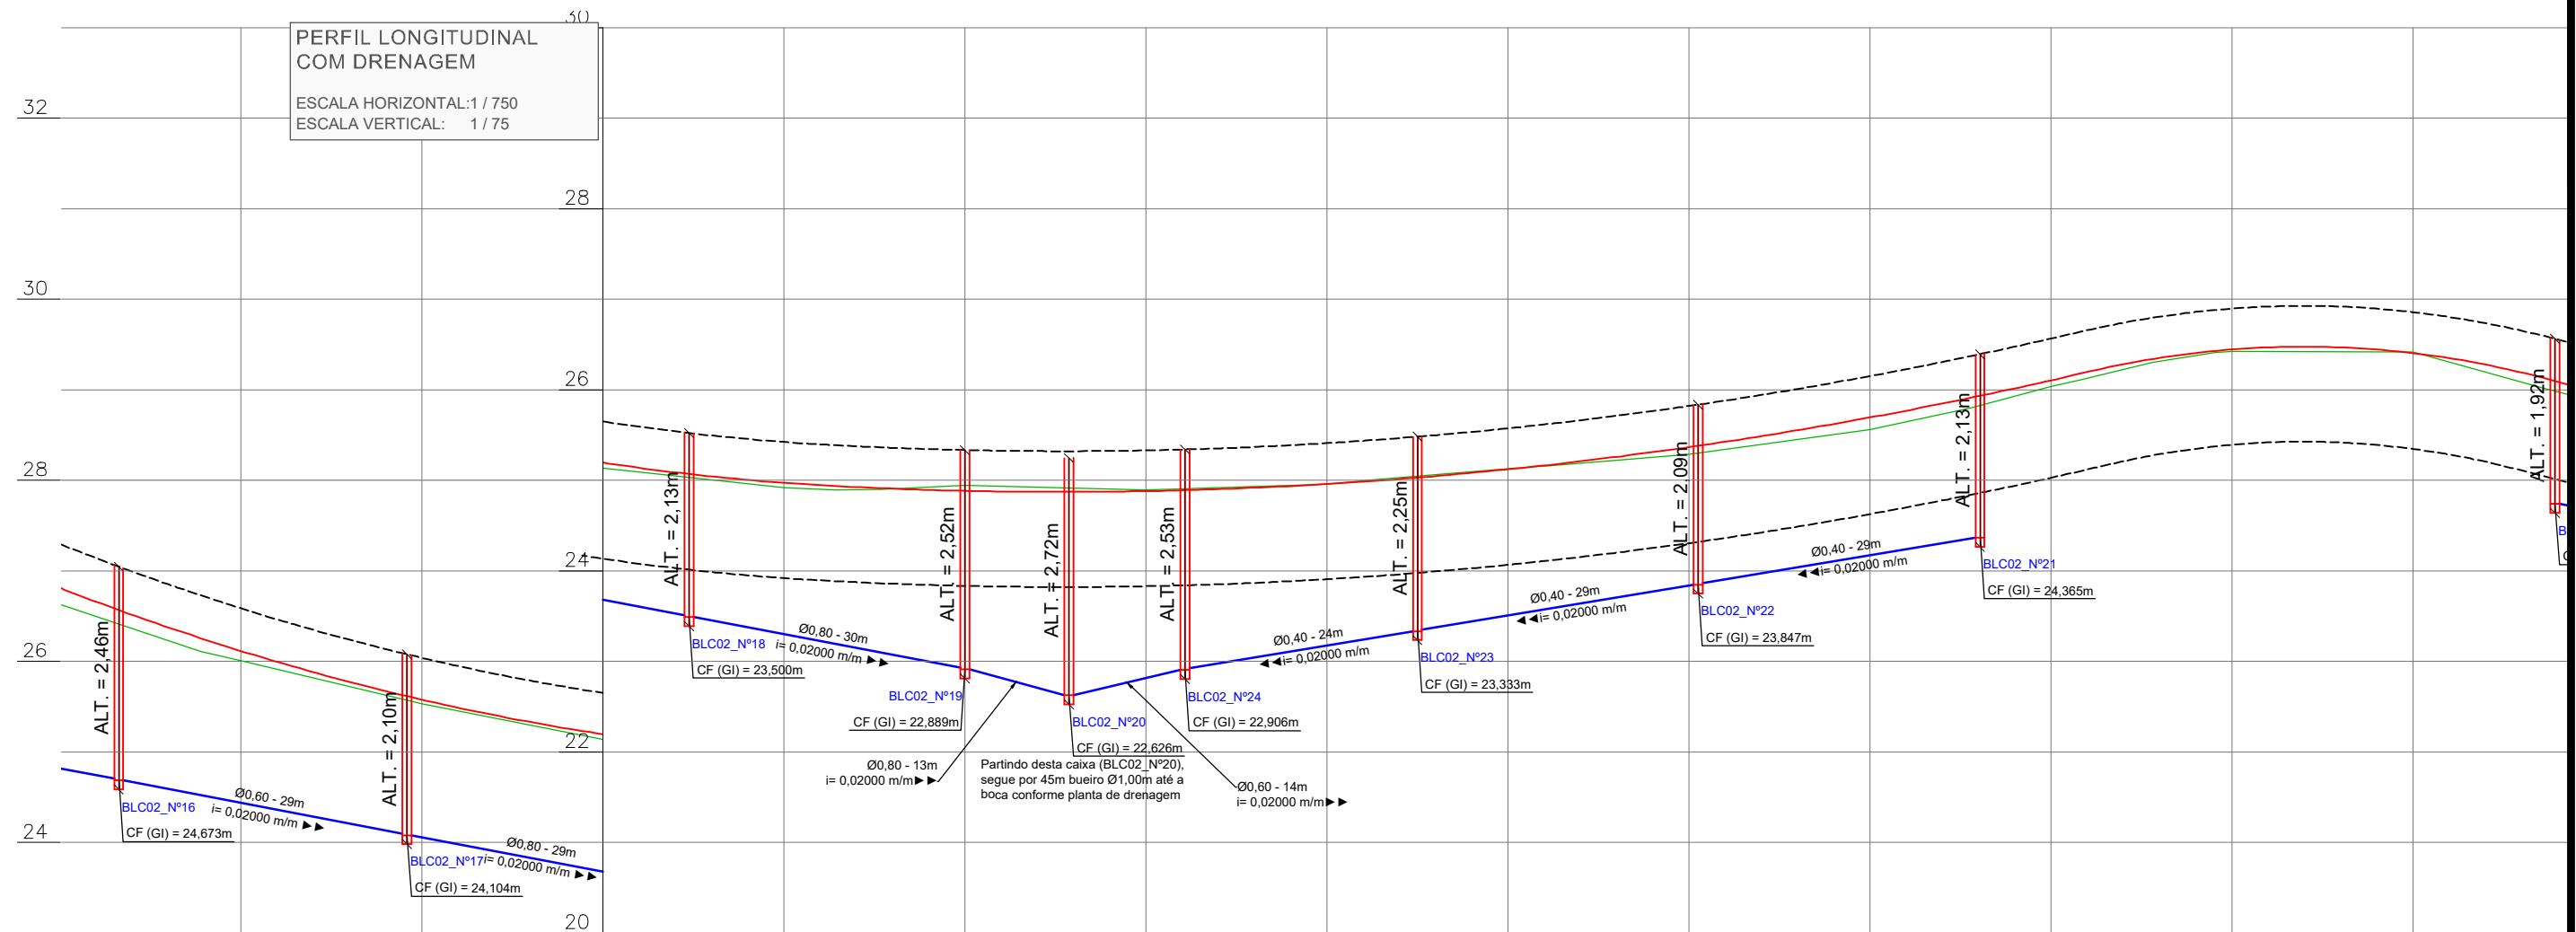 PERFIL LONGITUDINAL
COM DRENAGEM
ESCALA HORIZONTAL:1 / 750
ESCALA VERTICAL: 1 / 75
32
30
28
26
24
30
28
26
24
22
20
ALT. = 2,46m
BLC02_Nº16
CF (GI) = 24,673m
Ø0,60 - 29m
i= 0,02000 m/m
ALT. = 2,10m
BLC02_Nº17
CF (GI) = 24,104m
Ø0,80 - 29m
i= 0,02000 m/m
ALT. = 2,13m
BLC02_Nº18
CF (GI) = 23,500m
Ø0,80 - 30m
i= 0,02000 m/m
ALT. = 2,52m
BLC02_Nº19
CF (GI) = 22,889m
Ø0,80 - 13m
i= 0,02000 m/m
ALT. = 2,72m
BLC02_Nº20
CF (GI) = 22,626m
Partindo desta caixa (BLC02_Nº20),
segue por 45m bueiro Ø1,00m até a
boca conforme planta de drenagem
Ø0,60 - 14m
i= 0,02000 m/m
ALT. = 2,53m
BLC02_Nº24
CF (GI) = 22,906m
Ø0,40 - 24m
i= 0,02000 m/m
ALT. = 2,25m
BLC02_Nº23
CF (GI) = 23,333m
Ø0,40 - 29m
i= 0,02000 m/m
ALT. = 2,09m
BLC02_Nº22
CF (GI) = 23,847m
Ø0,40 - 29m
i= 0,02000 m/m
ALT. = 2,13m
BLC02_Nº21
CF (GI) = 24,365m
ALT. = 1,92m